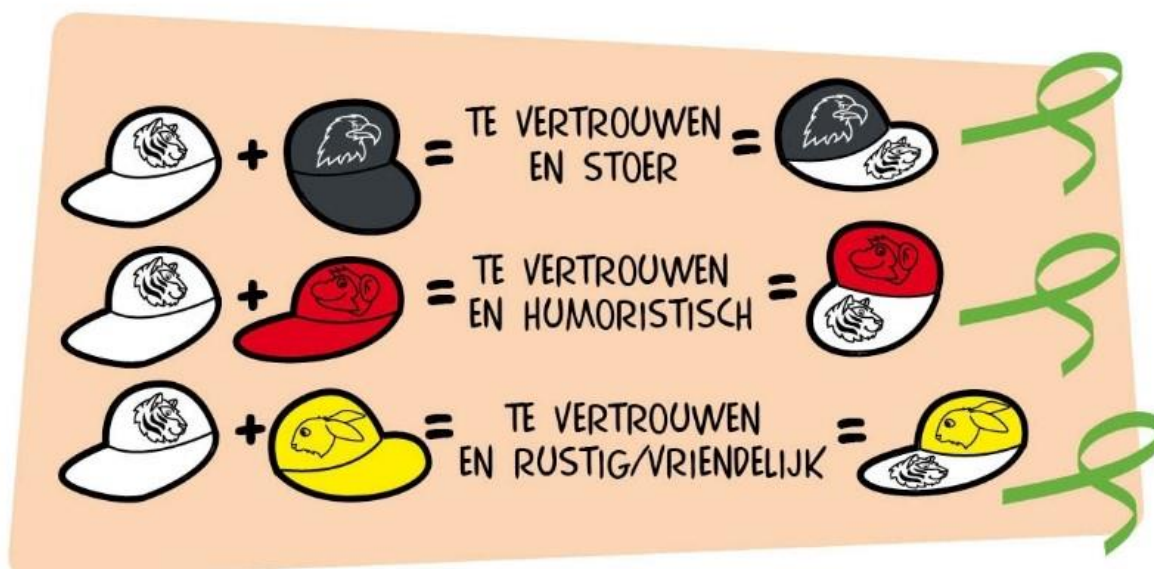 + = TE VERTROUWEN =
EN STOER
+ = TE VERTROUWEN =
EN HUMORISTISCH
+ = TE VERTROUWEN =
EN RUSTIG/VRIENDELIJK